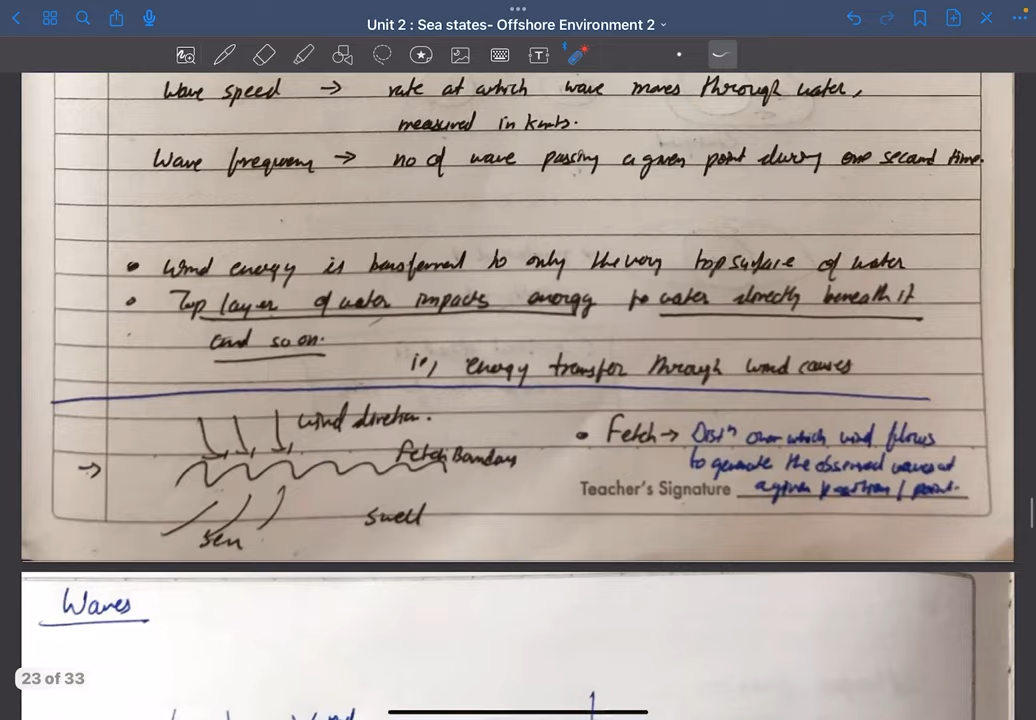 Unit 2 : Sea states- Offshore Environment 2
Wave speed → rate at which wave moves through water,
measured in knots.
Wave frequency → no of wave passing a given point during one second time.
• Wind energy is transferred to only the very top surface of water
• Top layer of water impacts energy to water directly beneath it
and so on.
ie, energy transfer through wind causes
wind direction.
• Fetch → Distn over which wind flows
Fetch Boundary
to generate the observed waves at
Teacher's Signature a given position / point.
→
swell
sea
Waves
23 of 33